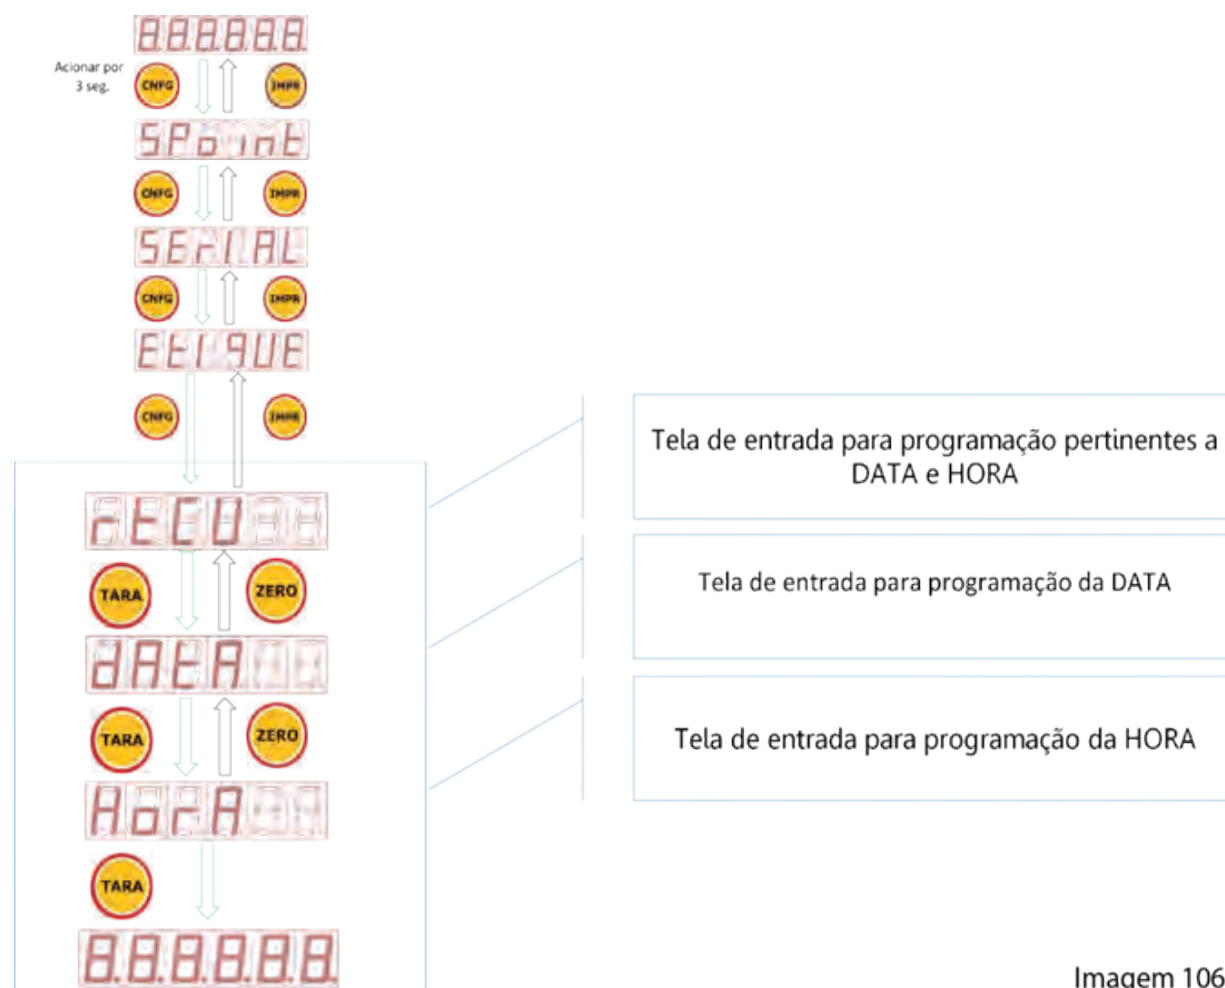 8.8.8.8.8.8.
Acionar por
3 seg.
CNFG IMPR
SPoint
CNFG IMPR
SErIAL
CNFG IMPR
EtIqUE
CNFG IMPR
rtCU
TARA ZERO
dAtA
TARA ZERO
HorA
TARA
8.8.8.8.8.8.
Tela de entrada para programação pertinentes a
DATA e HORA
Tela de entrada para programação da DATA
Tela de entrada para programação da HORA
Imagem 106